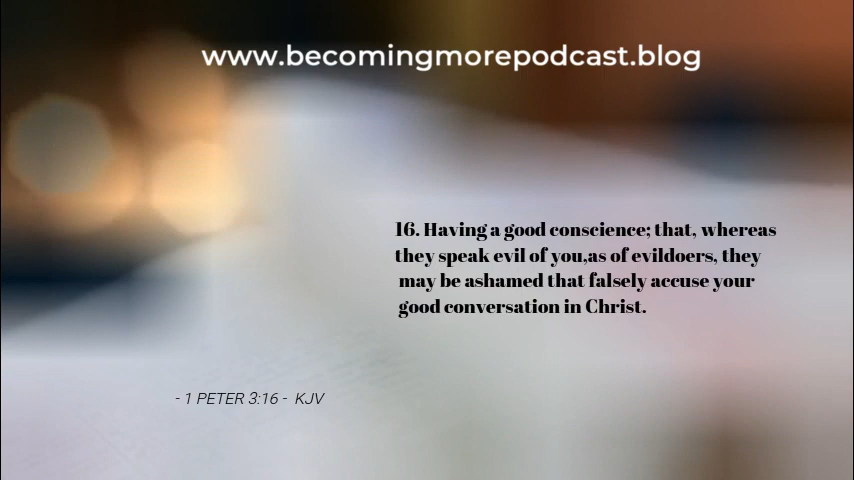 www.becomingmorepodcast.blog
16. Having a good conscience; that, whereas
they speak evil of you,as of evildoers, they
may be ashamed that falsely accuse your
good conversation in Christ.
- 1 PETER 3:16 - KJV